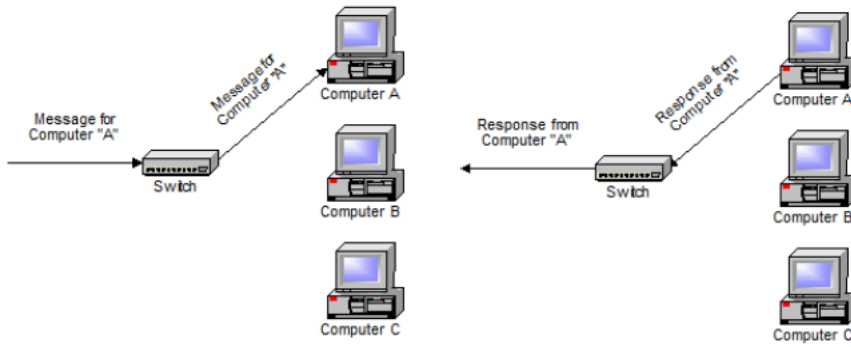 Message for
Computer "A"
Message for
Computer "A"
Switch
Computer A
Computer B
Computer C
Response from
Computer "A"
Response from
Computer "A"
Switch
Computer A
Computer B
Computer C